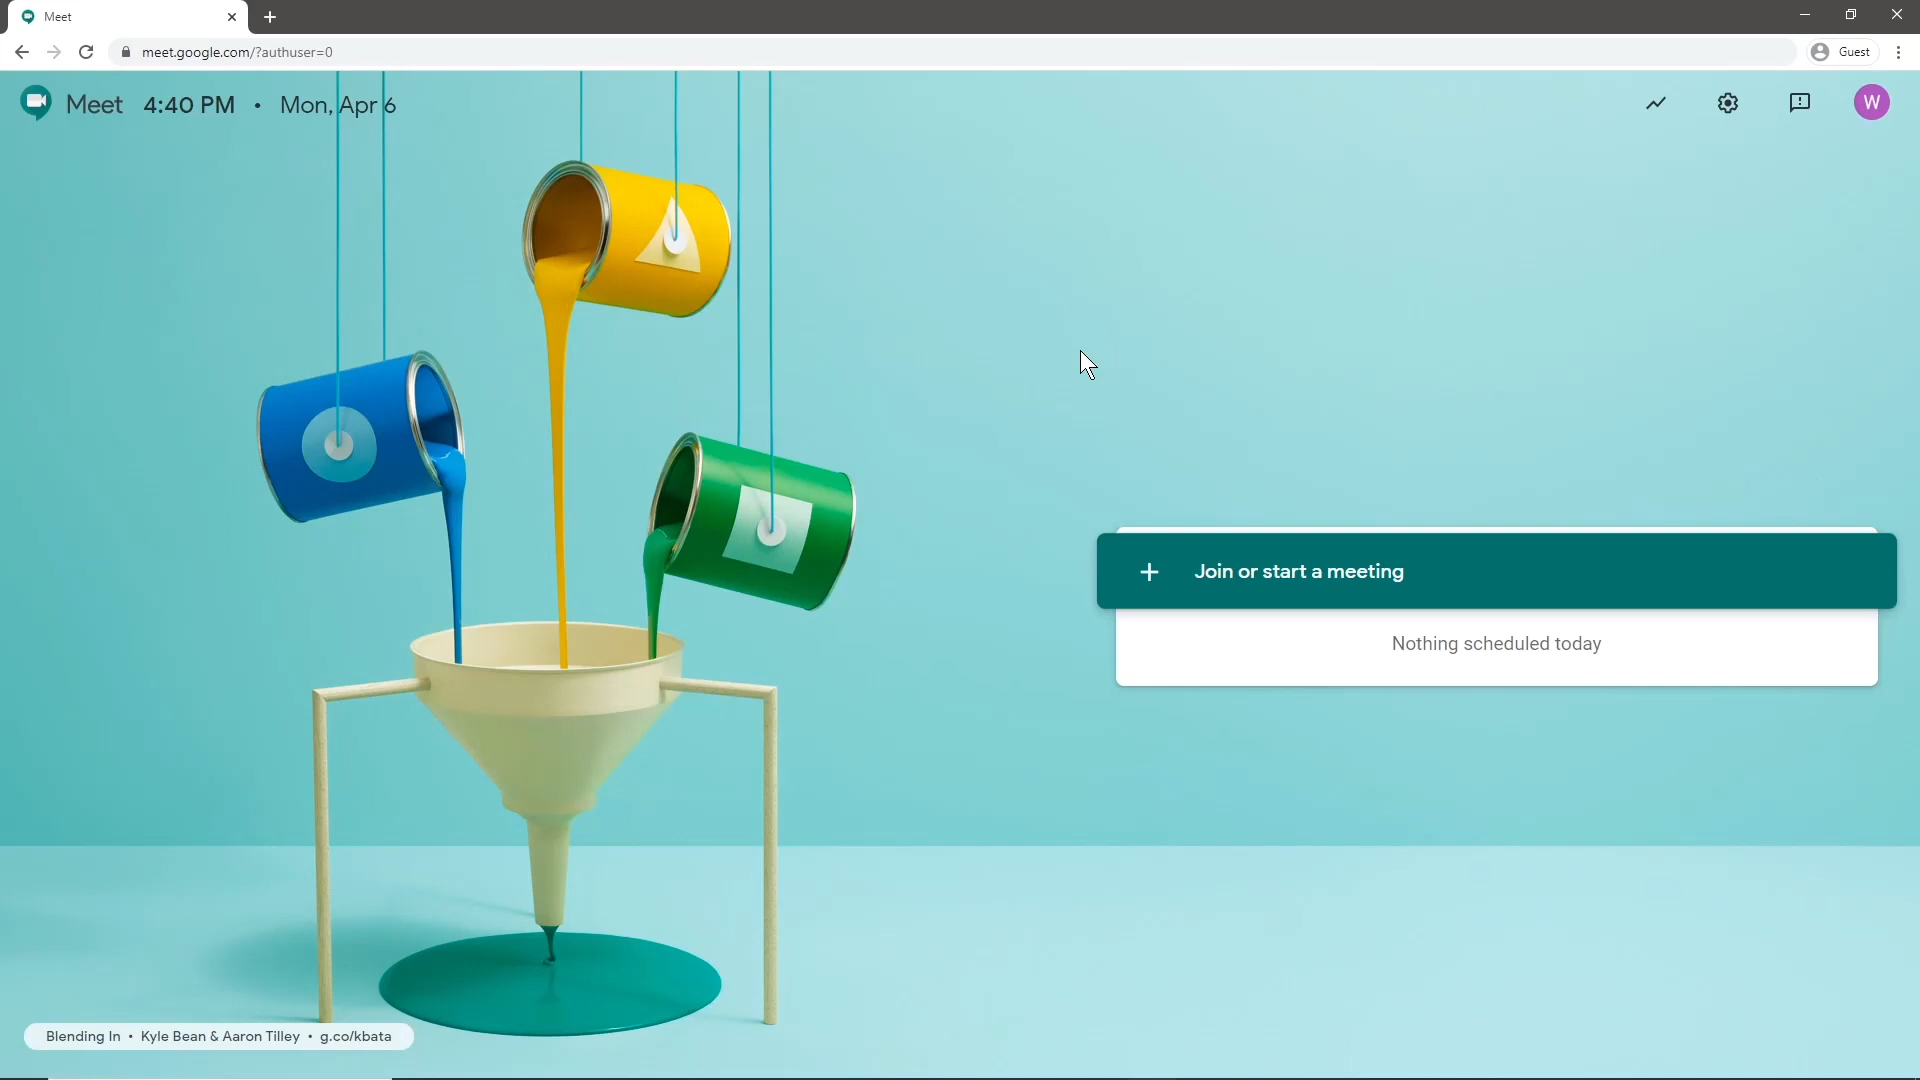 Meet
meet.google.com/?authuser=0
Guest
Meet 4:40 PM • Mon, Apr 6
W
Join or start a meeting
Nothing scheduled today
Blending In • Kyle Bean & Aaron Tilley • g.co/kbata